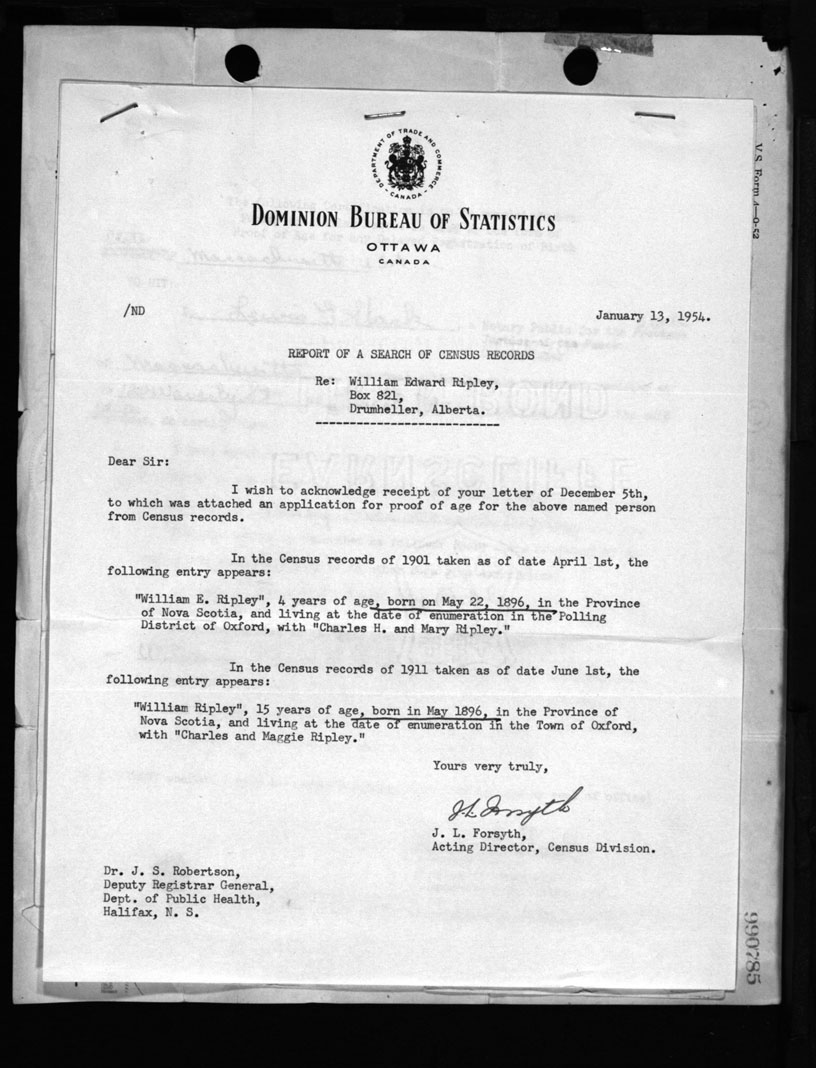 DEPARTMENT OF TRADE AND COMMERCE
CANADA
DOMINION BUREAU OF STATISTICS
OTTAWA
CANADA
/ND
January 13, 1954.
REPORT OF A SEARCH OF CENSUS RECORDS
Re: William Edward Ripley,
Box 821,
Drumheller, Alberta.
Dear Sir:
I wish to acknowledge receipt of your letter of December 5th,
to which was attached an application for proof of age for the above named person
from Census records.
In the Census records of 1901 taken as of date April 1st, the
following entry appears:
"William E. Ripley", 4 years of age, born on May 22, 1896, in the Province
of Nova Scotia, and living at the date of enumeration in the Polling
District of Oxford, with "Charles H. and Mary Ripley."
In the Census records of 1911 taken as of date June 1st, the
following entry appears:
"William Ripley", 15 years of age, born in May 1896, in the Province of
Nova Scotia, and living at the date of enumeration in the Town of Oxford,
with "Charles and Maggie Ripley."
Yours very truly,
J L Forsyth
J. L. Forsyth,
Acting Director, Census Division.
Dr. J. S. Robertson,
Deputy Registrar General,
Dept. of Public Health,
Halifax, N. S.
V.S. Form
990785